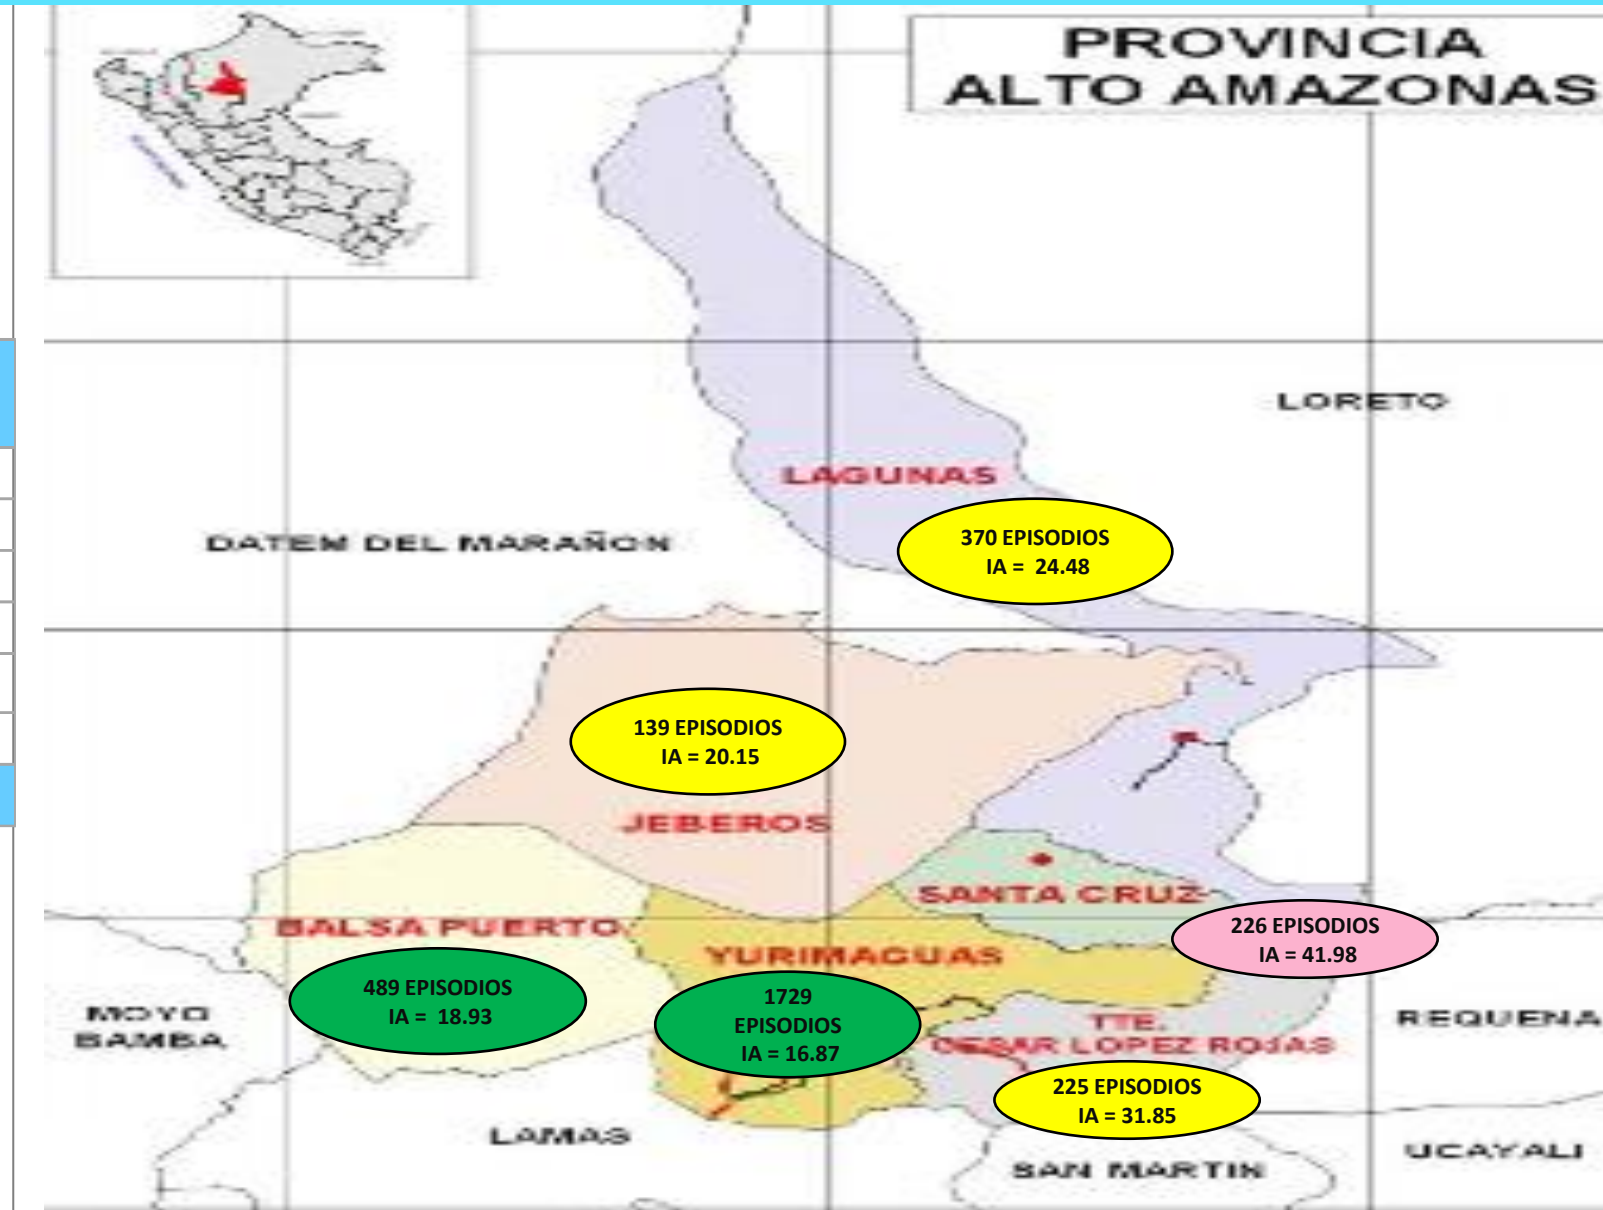 PROVINCIA
ALTO AMAZONAS
LORETO
LAGUNAS
370 EPISODIOS
IA = 24.48
DATEM DEL MARAÑON
139 EPISODIOS
IA = 20.15
JEBEROS
SANTA CRUZ
226 EPISODIOS
IA = 41.98
BALSA PUERTO
489 EPISODIOS
IA = 18.93
YURIMAGUAS
1729
EPISODIOS
IA = 16.87
MOYO
BAMBA
TTE.
CESAR LOPEZ ROJAS
225 EPISODIOS
IA = 31.85
REQUENA
LAMAS
SAN MARTIN
UCAYALI